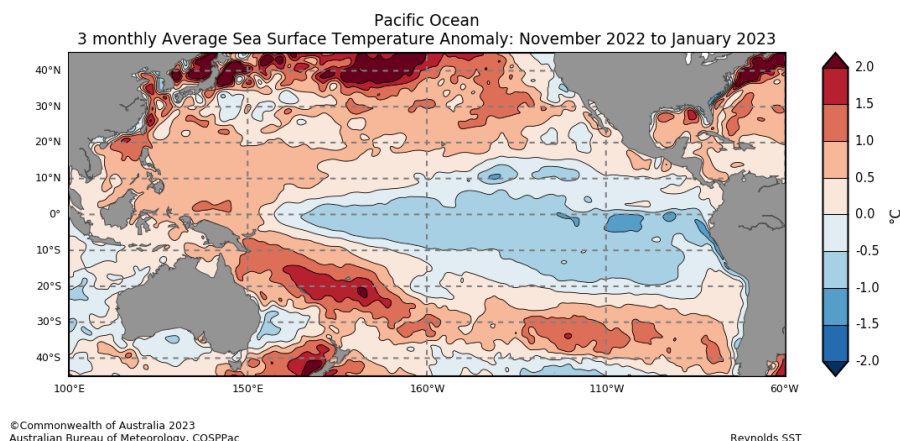 Pacific Ocean
3 monthly Average Sea Surface Temperature Anomaly: November 2022 to January 2023
40°N
30°N
20°N
10°N
0°
10°S
20°S
30°S
40°S
100°E
150°E
160°W
110°W
60°W
2.0
1.5
1.0
0.5
0.0
-0.5
-1.0
-1.5
-2.0
°C
©Commonwealth of Australia 2023
Australian Bureau of Meteorology, COSPPac
Reynolds SST